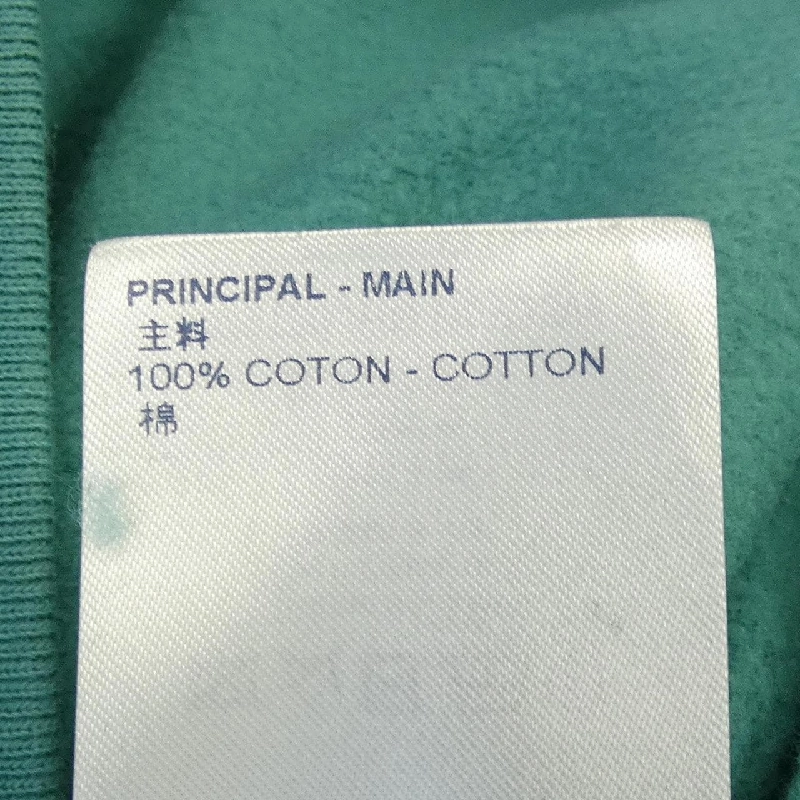 PRINCIPAL - MAIN
主料
100% COTON - COTTON
棉